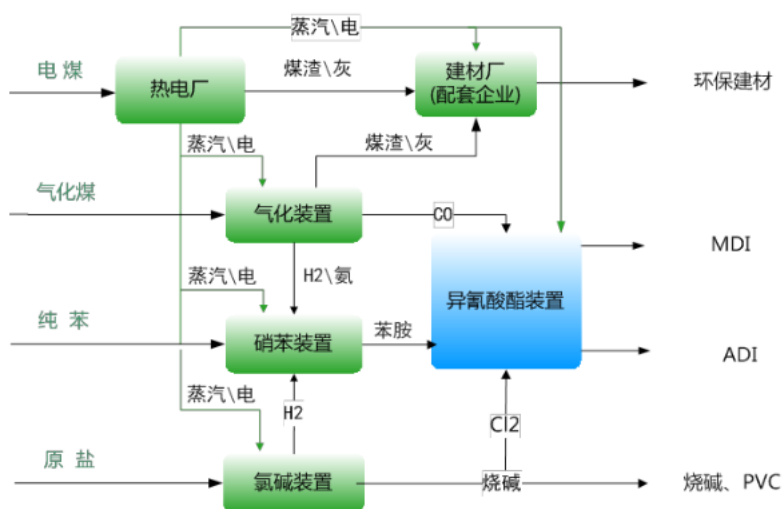 蒸汽\电
电煤
热电厂
煤渣\灰
建材厂
(配套企业)
环保建材
蒸汽\电
煤渣\灰
气化煤
气化装置
CO
MDI
蒸汽\电
H2\氨
异氰酸酯装置
纯 苯
硝苯装置
苯胺
ADI
蒸汽\电
H2
Cl2
原 盐
氯碱装置
烧碱
烧碱、PVC